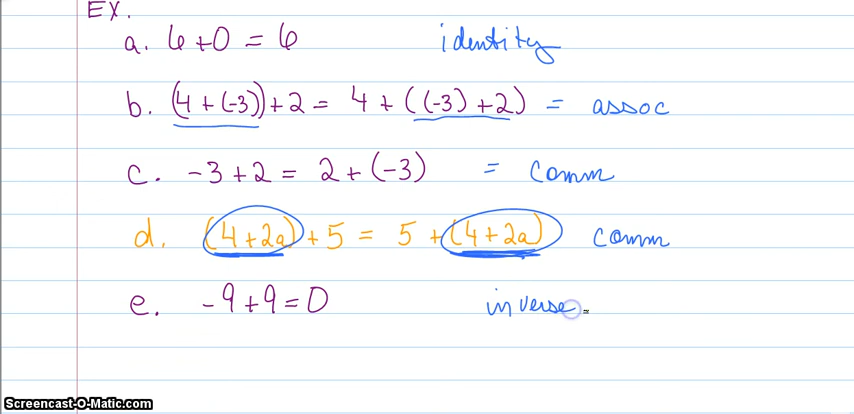 EX.
a. 6 + 0 = 6 identity
b. (4 + (-3)) + 2 = 4 + ((-3) + 2) = assoc
c. -3 + 2 = 2 + (-3) = comm
d. (4 + 2a) + 5 = 5 + (4 + 2a) comm
e. -9 + 9 = 0 inverse
Screencast-O-Matic.com